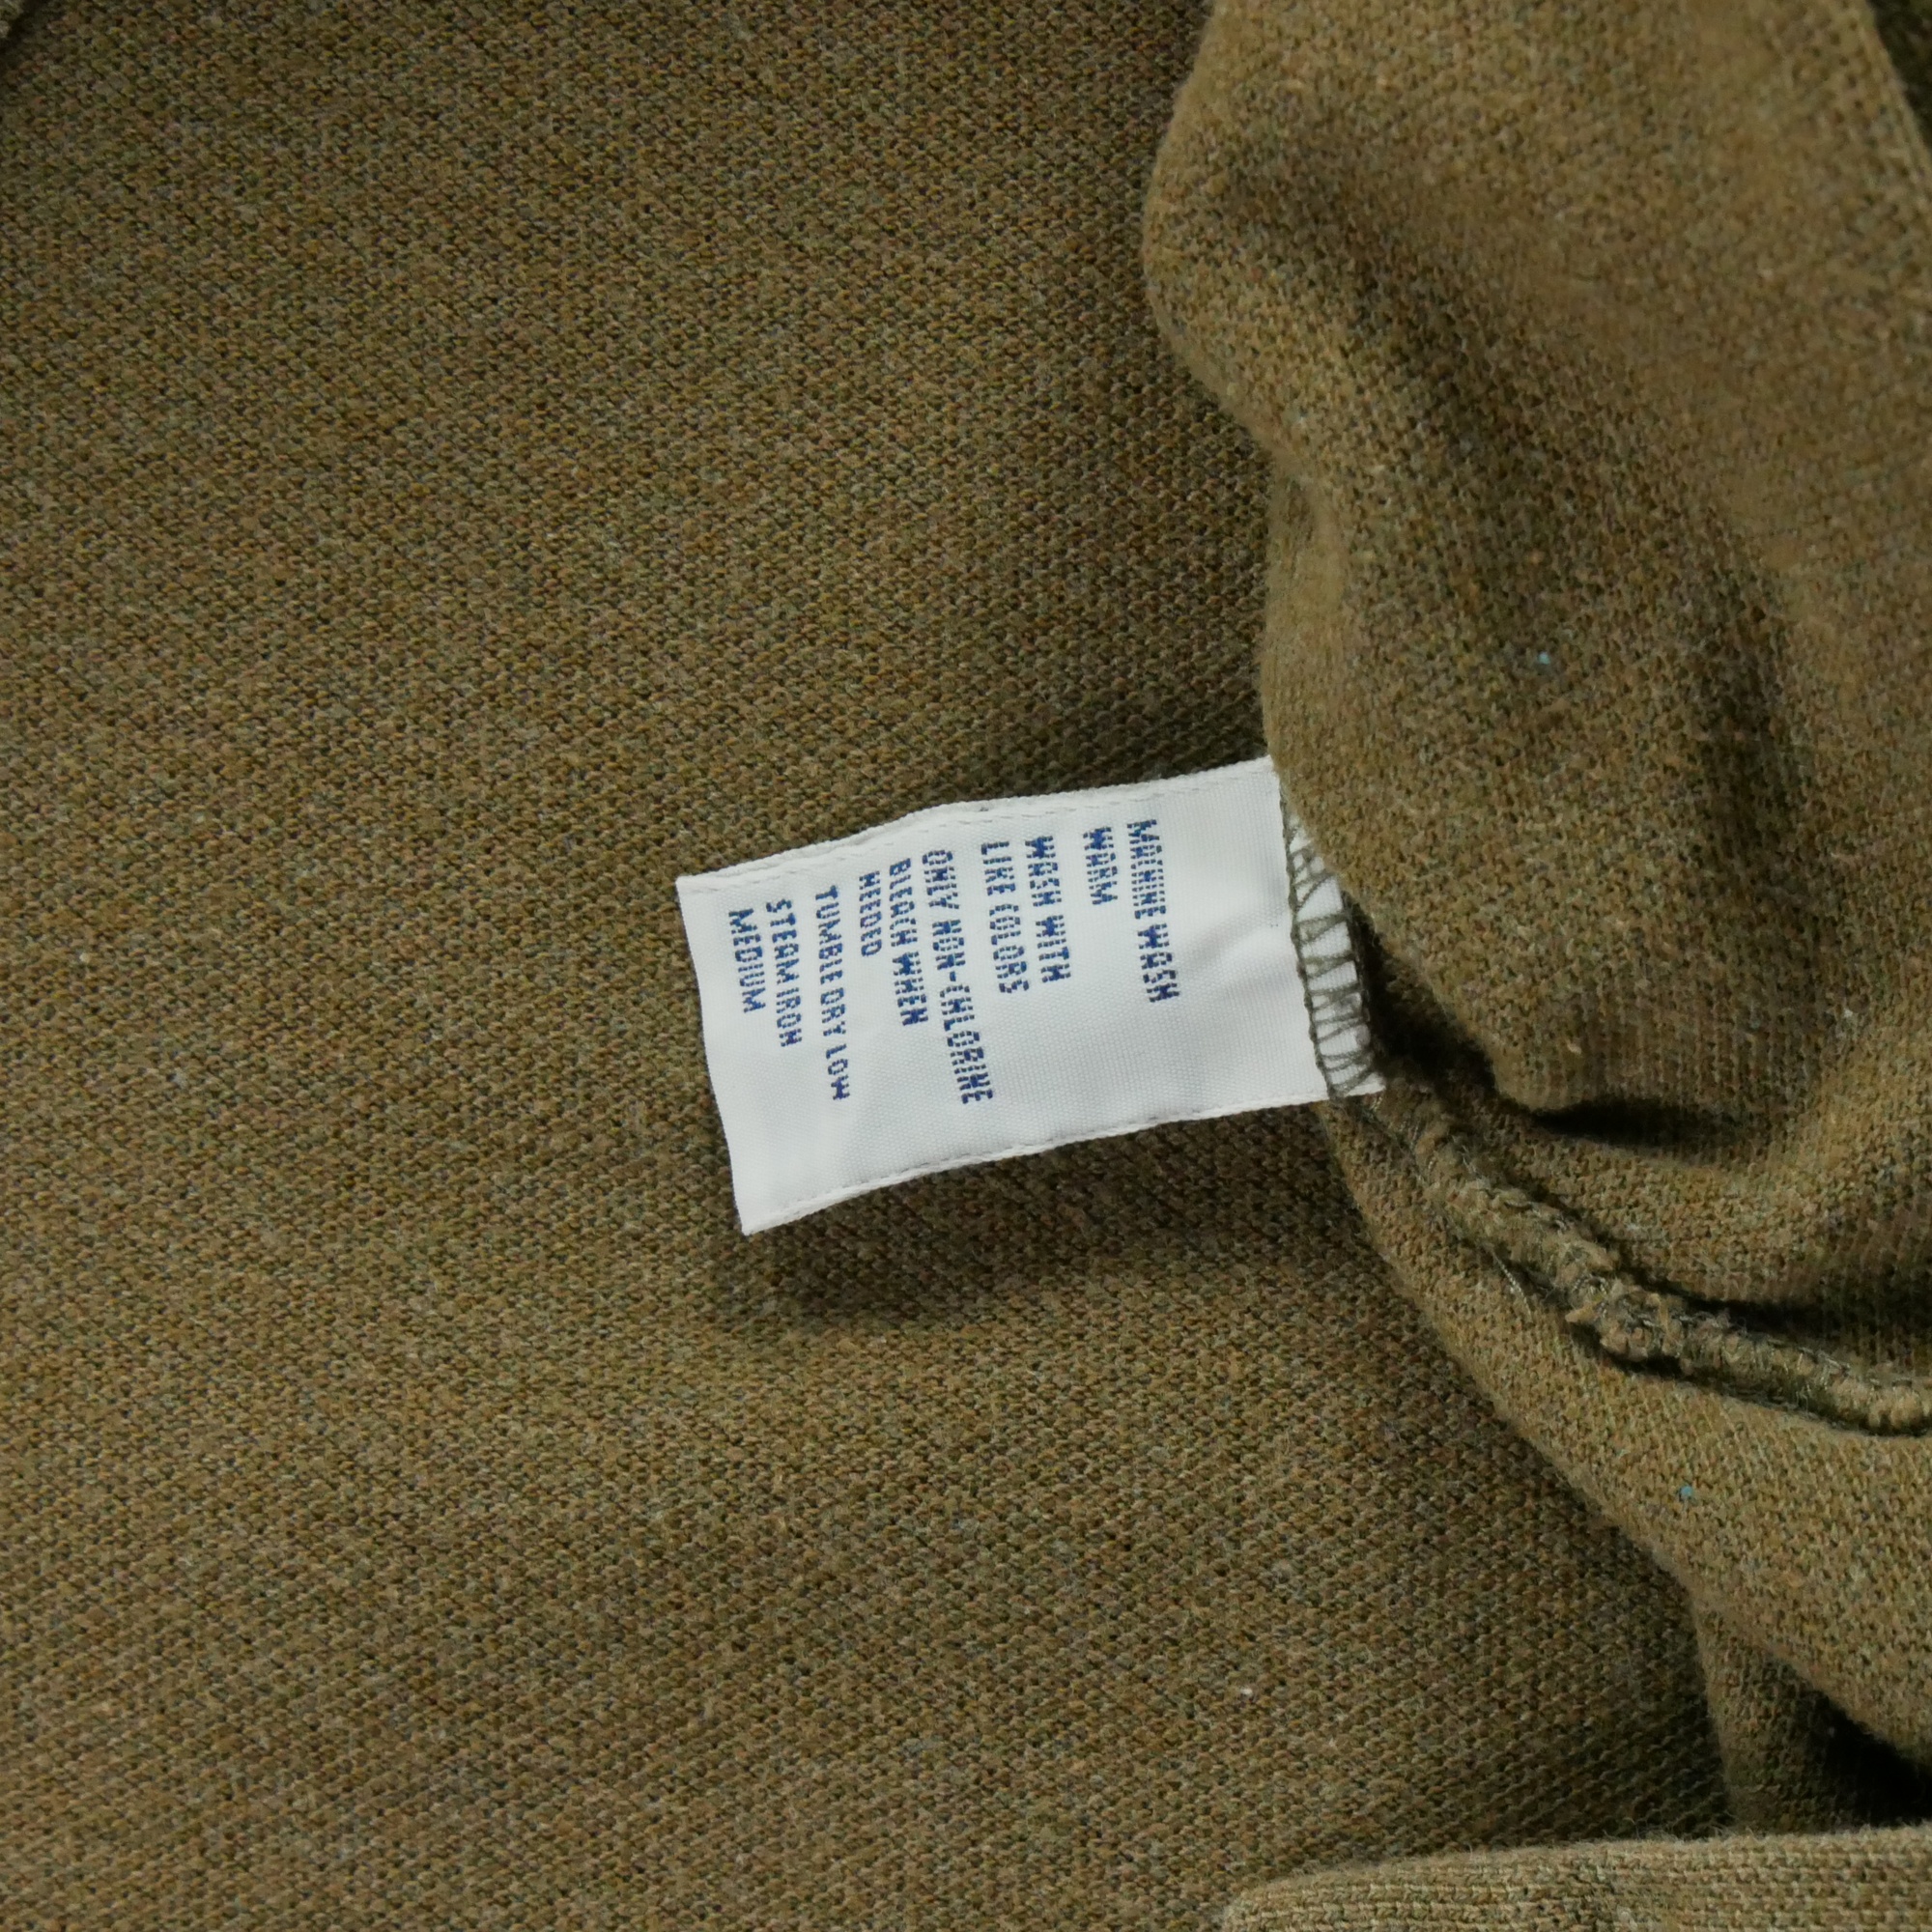 MACHINE WASH
WARM
WASH WITH
LIKE COLORS
ONLY NON-CHLORINE
BLEACH WHEN
NEEDED
TUMBLE DRY LOW
STEAM IRON
MEDIUM